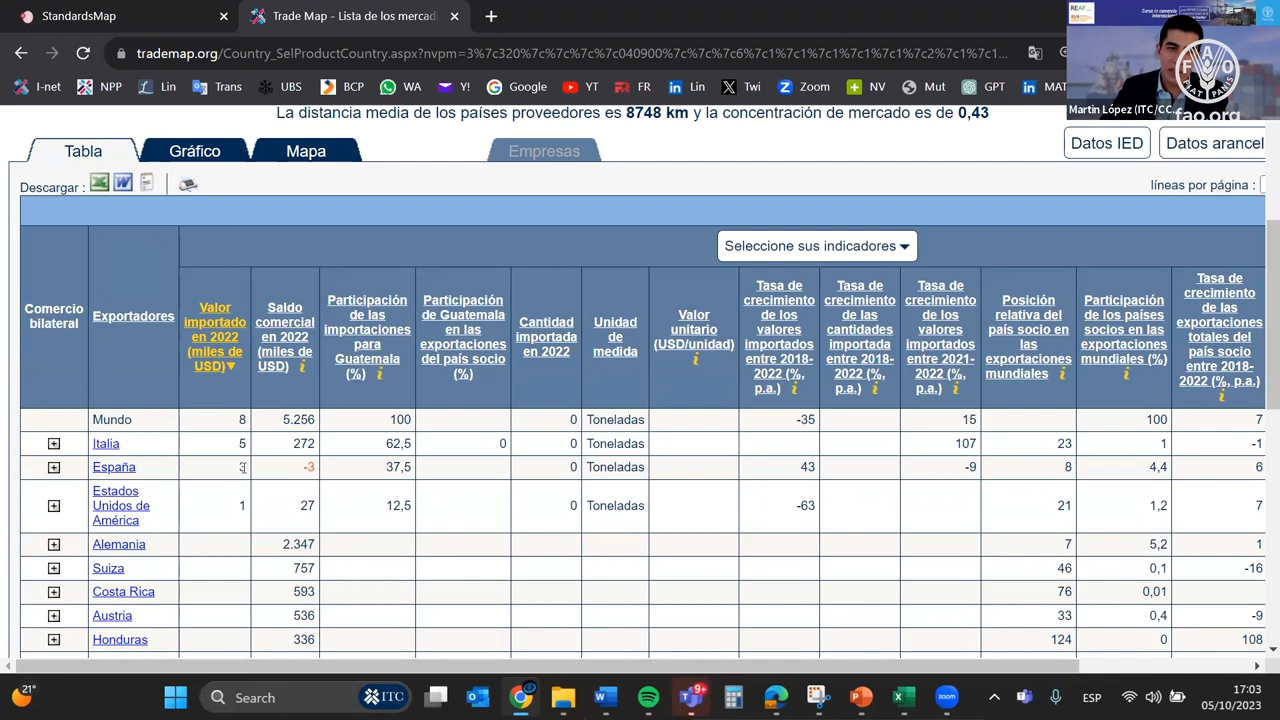 StandardsMap
Trade Map - Lista de los mercad
trademap.org/Country_SelProductCountry.aspx?nvpm=
0%7c%7c%7c040900%7c%7c%7c6%7c1%7c1%7c1%7c1%7c1%7c2%7c1%7c1...
I-net
NPP
Lin
Trans
UBS
BCP
WA
Y!
Google
YT
FR
Lin
Twi
Zoom
NV
Mut
GPT
MAT
REAF
Curso de comercio
internacional
FAO
FIAT PANIS
Martin López (ITC/CC...
fao.org
La distancia media de los países proveedores es 8748 km y la concentración de mercado es 0,43
Tabla
Gráfico
Mapa
Empresas
Datos IED
Datos arancel
Descargar :
líneas por página :
Seleccione sus indicadores
Comercio bilateral
Exportadores
Valor importado en 2022 (miles de USD)▼
Saldo comercial en 2022 (miles de USD)
Participación de las importaciones para Guatemala (%)
Participación de Guatemala en las exportaciones del país socio (%)
Cantidad importada en 2022
Unidad de medida
Valor unitario (USD/unidad)
Tasa de crecimiento de los valores importados entre 2018-2022 (%, p.a.)
Tasa de crecimiento de las cantidades importada entre 2018-2022 (%, p.a.)
Tasa de crecimiento de los valores importados entre 2021-2022 (%, p.a.)
Posición relativa del país socio en las exportaciones mundiales
Participación de los países socios en las exportaciones mundiales (%)
Tasa de crecimiento de las exportaciones totales del país socio entre 2018-2022 (%, p.a.)
Mundo 8 5.256 100 0 Toneladas -35 15 100 7
Italia 5 272 62,5 0 0 Toneladas 107 23 1 -1
España 3 -3 37,5 0 Toneladas 43 -9 8 4,4 6
Estados Unidos de América 1 27 12,5 0 Toneladas -63 21 1,2 7
Alemania 2.347 7 5,2 1
Suiza 757 46 0,1 -16
Costa Rica 593 76 0,01
Austria 536 33 0,4 -9
Honduras 336 124 0 108
21°
Search
ITC
9+
ESP
17:03
05/10/2023